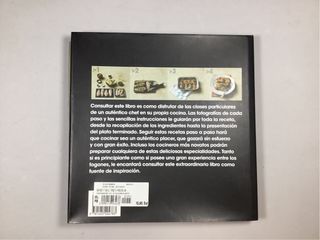 1
2
3
4
Consultar este libro es como disfrutar de las clases particulares
de un auténtico chef en su propia cocina. Las fotografías de cada
paso y las sencillas instrucciones le guiarán por toda la receta,
desde la recopilación de los ingredientes hasta la presentación
del plato terminado. Seguir estas recetas paso a paso hará
que cocinar sea un auténtico placer, que gozará sin esfuerzo
y con gran éxito. Incluso los cocineros más novatos podrán
preparar cualquiera de estas deliciosas especialidades. Tanto
si es principiante como si posee una gran experiencia entre los
fogones, le encantará consultar este extraordinario libro como
fuente de inspiración.